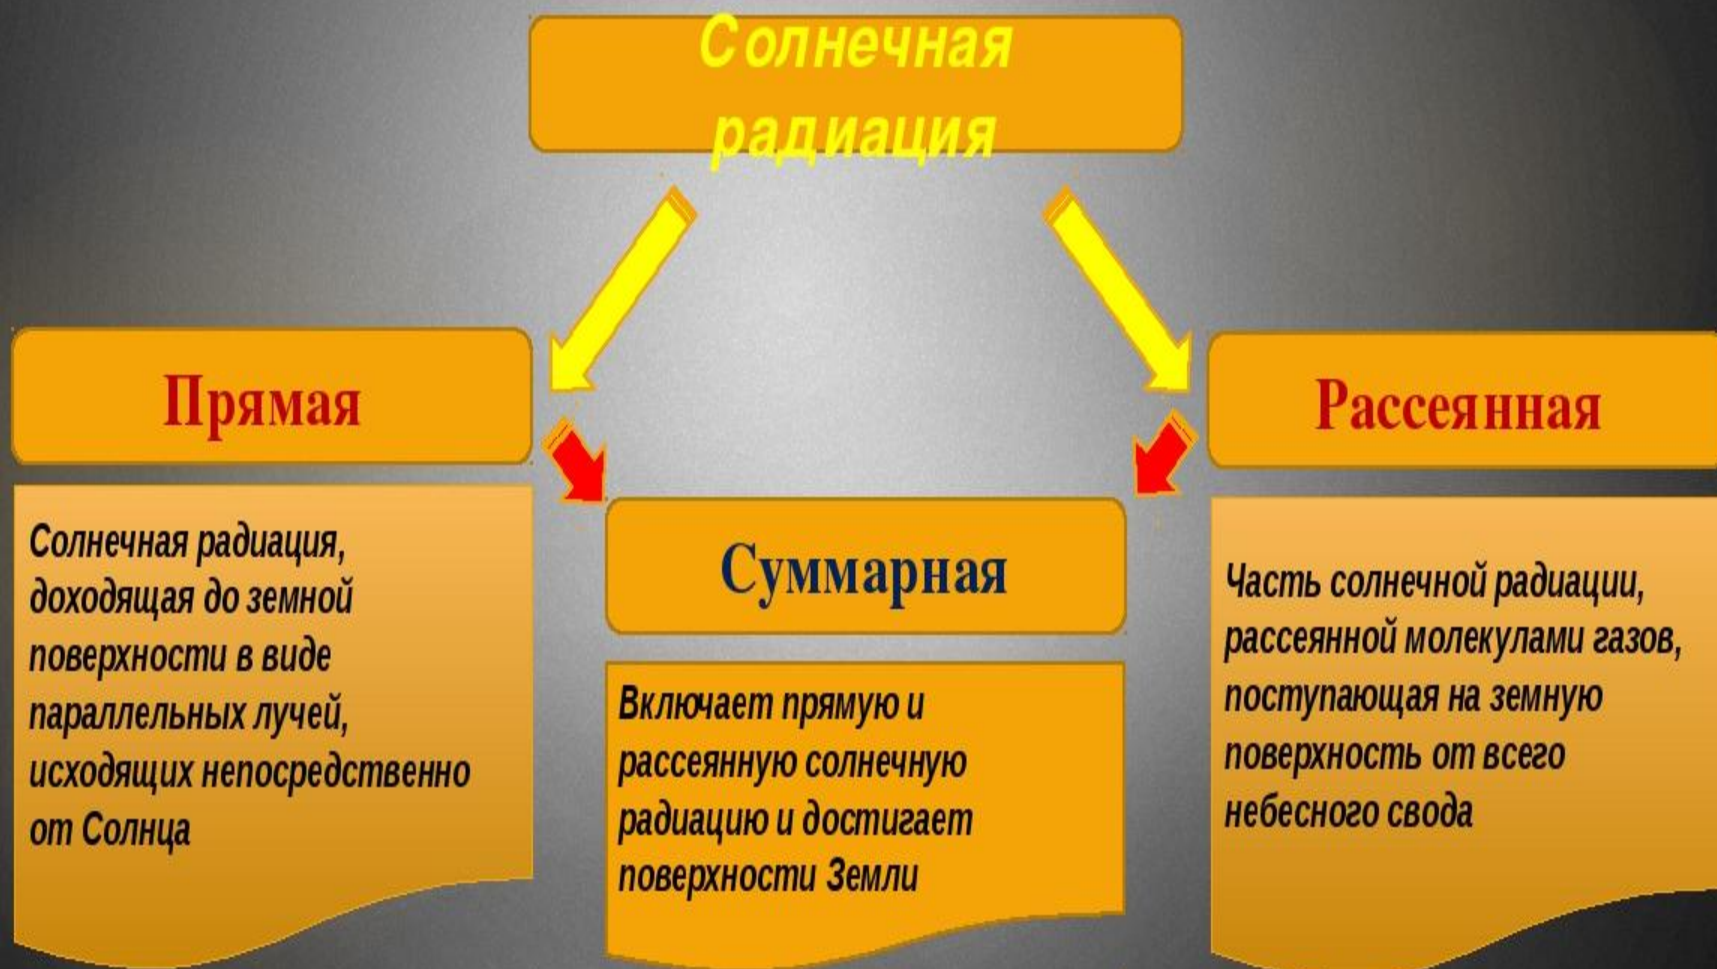 Солнечная
радиация
Прямая
Солнечная радиация,
доходящая до земной
поверхности в виде
параллельных лучей,
исходящих непосредственно
от Солнца
Суммарная
Включает прямую и
рассеянную солнечную
радиацию и достигает
поверхности Земли
Рассеянная
Часть солнечной радиации,
рассеянной молекулами газов,
поступающая на земную
поверхность от всего
небесного свода